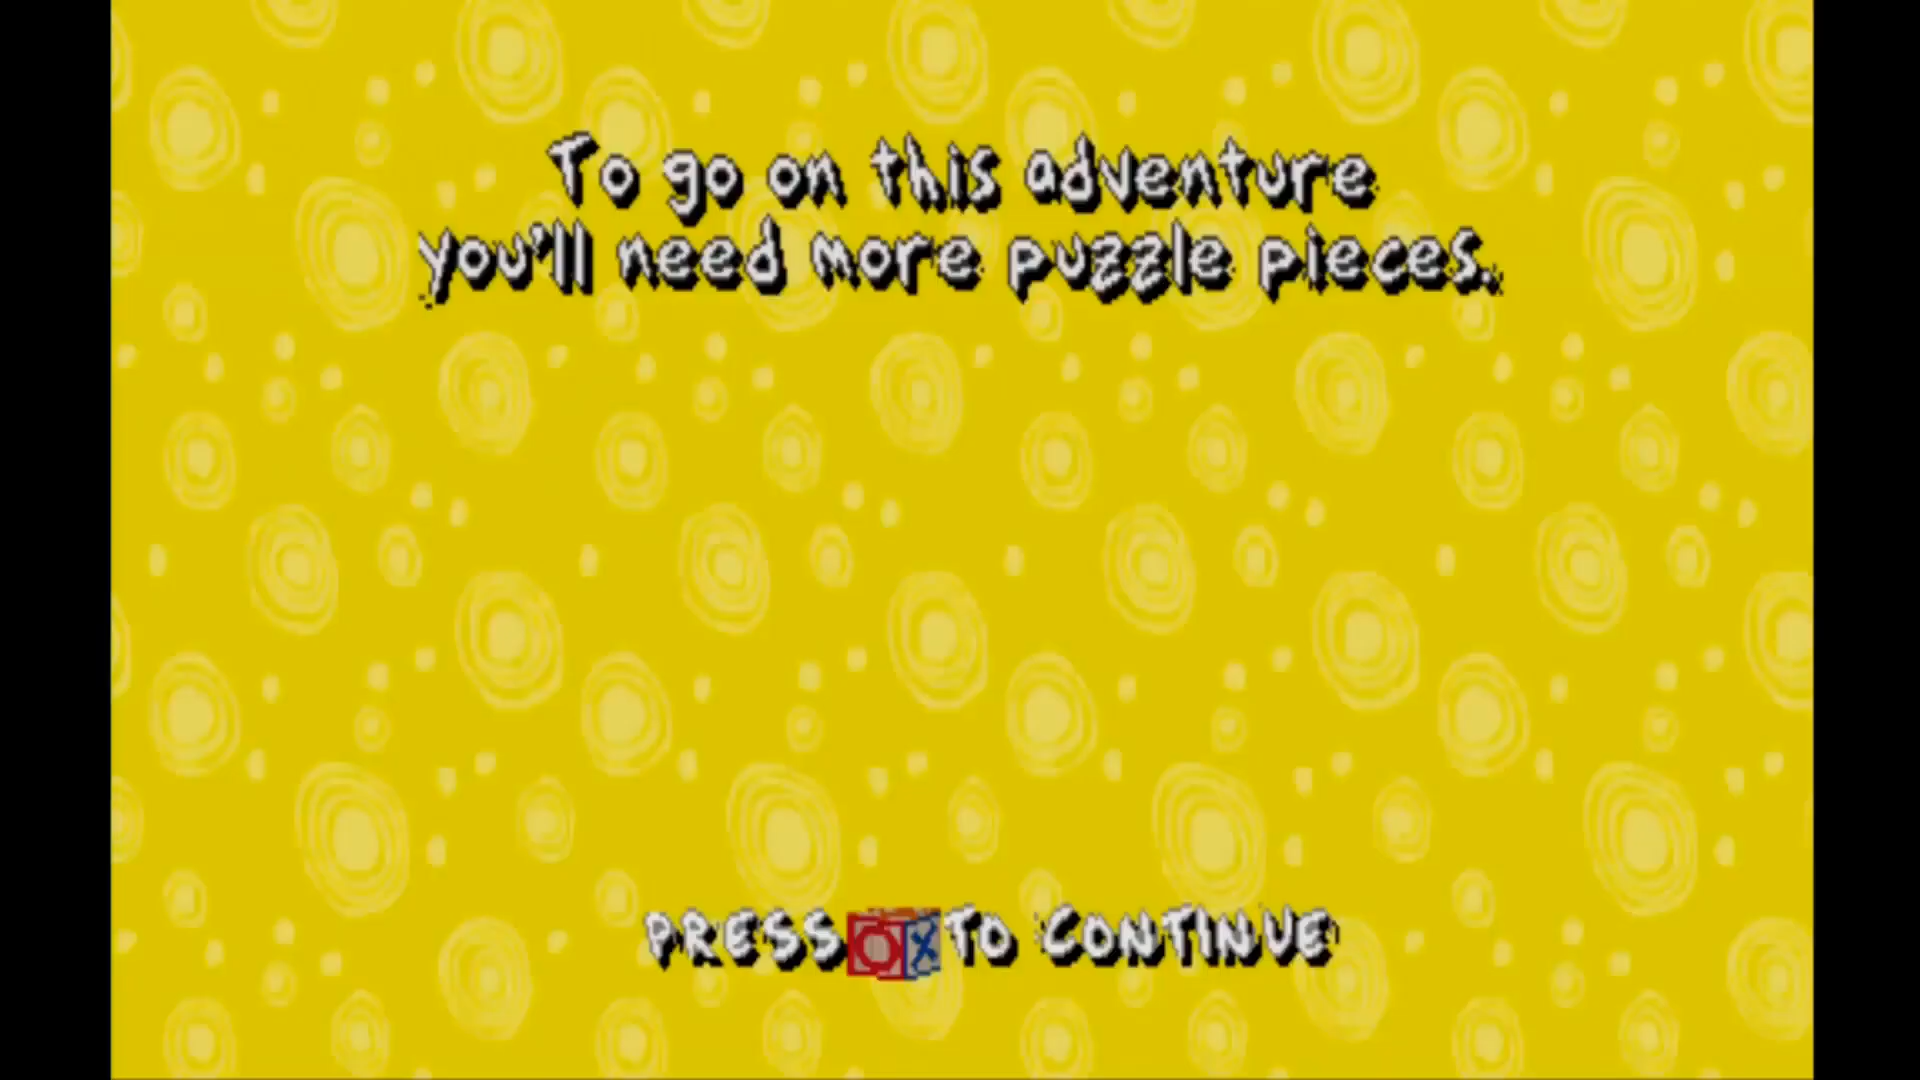 To go on this adventure
you'll need more puzzle pieces.
PRESS O X TO CONTINUE